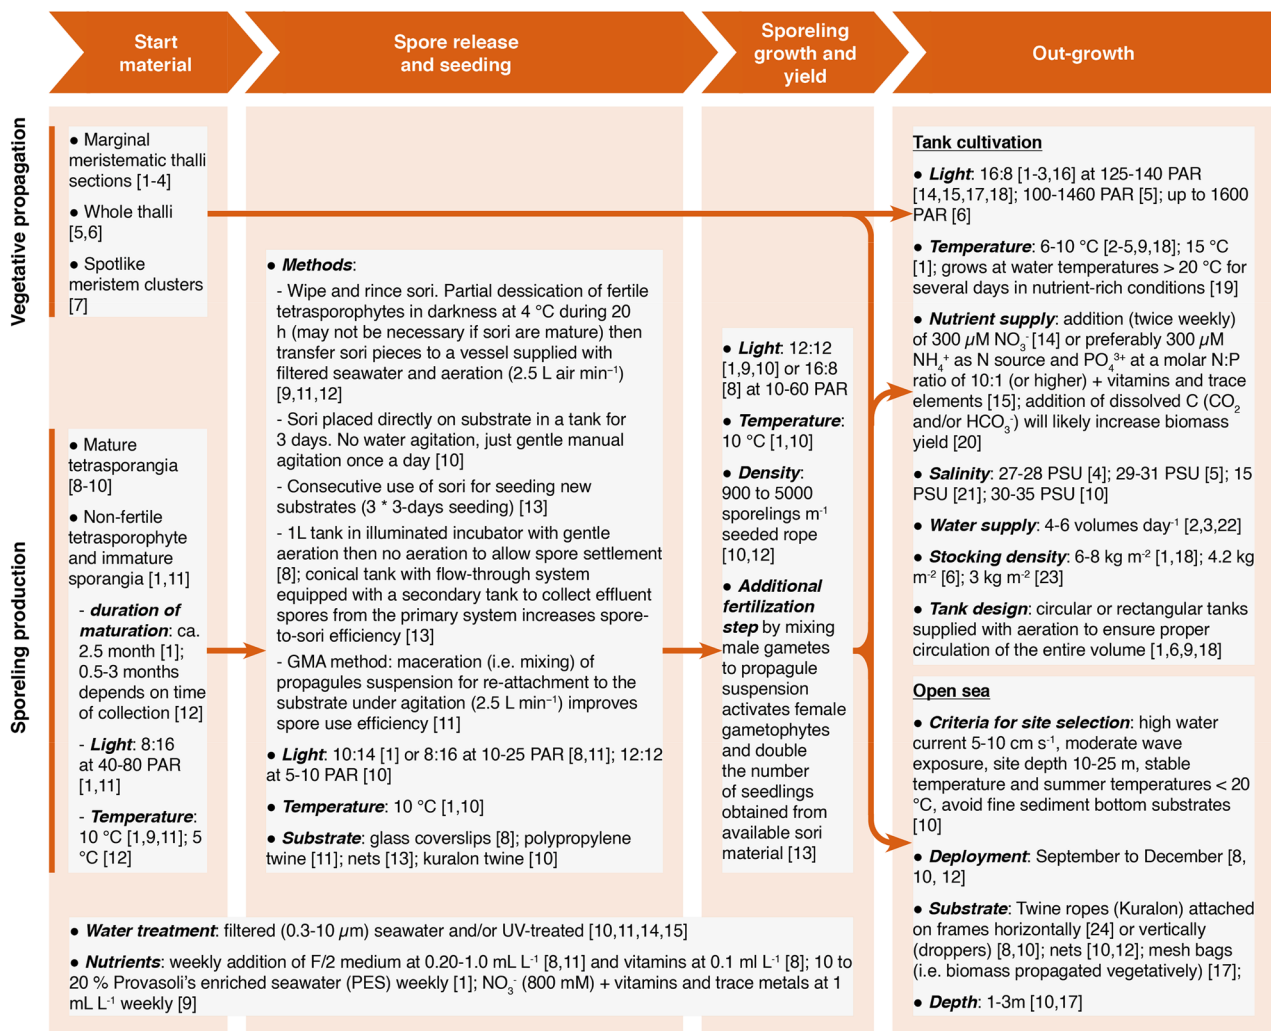 Start
material
Spore release
and seeding
Sporeling
growth and
yield
Out-growth
Vegetative propagation
● Marginal
meristematic thalli
sections [1-4]
● Whole thalli
[5,6]
● Spotlike
meristem clusters
[7]
Sporeling production
● Mature
tetrasporangia
[8-10]
● Non-fertile
tetrasporophyte
and immature
sporangia [1,11]
- duration of
maturation: ca.
2.5 month [1];
0.5-3 months
depends on time
of collection [12]
- Light: 8:16
at 40-80 PAR
[1,11]
- Temperature:
10 °C [1,9,11]; 5
°C [12]
● Methods:
- Wipe and rince sori. Partial dessication of fertile
tetrasporophytes in darkness at 4 °C during 20
h (may not be necessary if sori are mature) then
transfer sori pieces to a vessel supplied with
filtered seawater and aeration (2.5 L air min⁻¹)
[9,11,12]
- Sori placed directly on substrate in a tank for
3 days. No water agitation, just gentle manual
agitation once a day [10]
- Consecutive use of sori for seeding new
substrates (3 * 3-days seeding) [13]
- 1L tank in illuminated incubator with gentle
aeration then no aeration to allow spore settlement
[8]; conical tank with flow-through system
equipped with a secondary tank to collect effluent
spores from the primary system increases spore-
to-sori efficiency [13]
- GMA method: maceration (i.e. mixing) of
propagules suspension for re-attachment to the
substrate under agitation (2.5 L min⁻¹) improves
spore use efficiency [11]
● Light: 10:14 [1] or 8:16 at 10-25 PAR [8,11]; 12:12
at 5-10 PAR [10]
● Temperature: 10 °C [1,10]
● Substrate: glass coverslips [8]; polypropylene
twine [11]; nets [13]; kuralon twine [10]
● Light: 12:12
[1,9,10] or 16:8
[8] at 10-60 PAR
● Temperature:
10 °C [1,10]
● Density:
900 to 5000
sporelings m⁻¹
seeded rope
[10,12]
● Additional
fertilization
step by mixing
male gametes
to propagule
suspension
activates female
gametophytes
and double
the number
of seedlings
obtained from
available sori
material [13]
● Water treatment: filtered (0.3-10 µm) seawater and/or UV-treated [10,11,14,15]
● Nutrients: weekly addition of F/2 medium at 0.20-1.0 mL L⁻¹ [8,11] and vitamins at 0.1 ml L⁻¹ [8]; 10 to
20 % Provasoli's enriched seawater (PES) weekly [1]; NO₃⁻ (800 mM) + vitamins and trace metals at 1
mL L⁻¹ weekly [9]
Tank cultivation
● Light: 16:8 [1-3,16] at 125-140 PAR
[14,15,17,18]; 100-1460 PAR [5]; up to 1600
PAR [6]
● Temperature: 6-10 °C [2-5,9,18]; 15 °C
[1]; grows at water temperatures > 20 °C for
several days in nutrient-rich conditions [19]
● Nutrient supply: addition (twice weekly)
of 300 µM NO₃⁻ [14] or preferably 300 µM
NH₄⁺ as N source and PO₄³⁺ at a molar N:P
ratio of 10:1 (or higher) + vitamins and trace
elements [15]; addition of dissolved C (CO₂
and/or HCO₃⁻) will likely increase biomass
yield [20]
● Salinity: 27-28 PSU [4]; 29-31 PSU [5]; 15
PSU [21]; 30-35 PSU [10]
● Water supply: 4-6 volumes day⁻¹ [2,3,22]
● Stocking density: 6-8 kg m⁻² [1,18]; 4.2 kg
m⁻² [6]; 3 kg m⁻² [23]
● Tank design: circular or rectangular tanks
supplied with aeration to ensure proper
circulation of the entire volume [1,6,9,18]
Open sea
● Criteria for site selection: high water
current 5-10 cm s⁻¹, moderate wave
exposure, site depth 10-25 m, stable
temperature and summer temperatures < 20
°C, avoid fine sediment bottom substrates
[10]
● Deployment: September to December [8,
10, 12]
● Substrate: Twine ropes (Kuralon) attached
on frames horizontally [24] or vertically
(droppers) [8,10]; nets [10,12]; mesh bags
(i.e. biomass propagated vegetatively) [17];
● Depth: 1-3m [10,17]